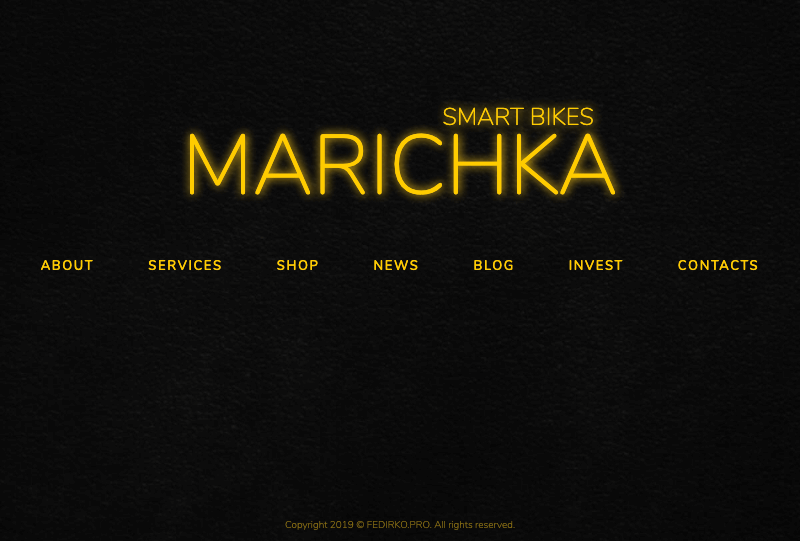 SMART BIKES
MARICHKA
ABOUT SERVICES SHOP NEWS BLOG INVEST CONTACTS
Copyright 2019 © FEDIRKO.PRO. All rights reserved.